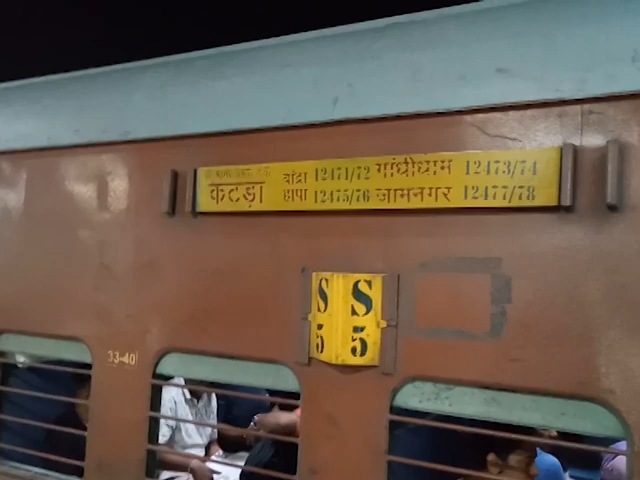 कटड़ा
बांद्रा 12471/72 गांधीधाम 12473/74
हापा 12475/76 जामनगर 12477/78
S S
5 5
33-40